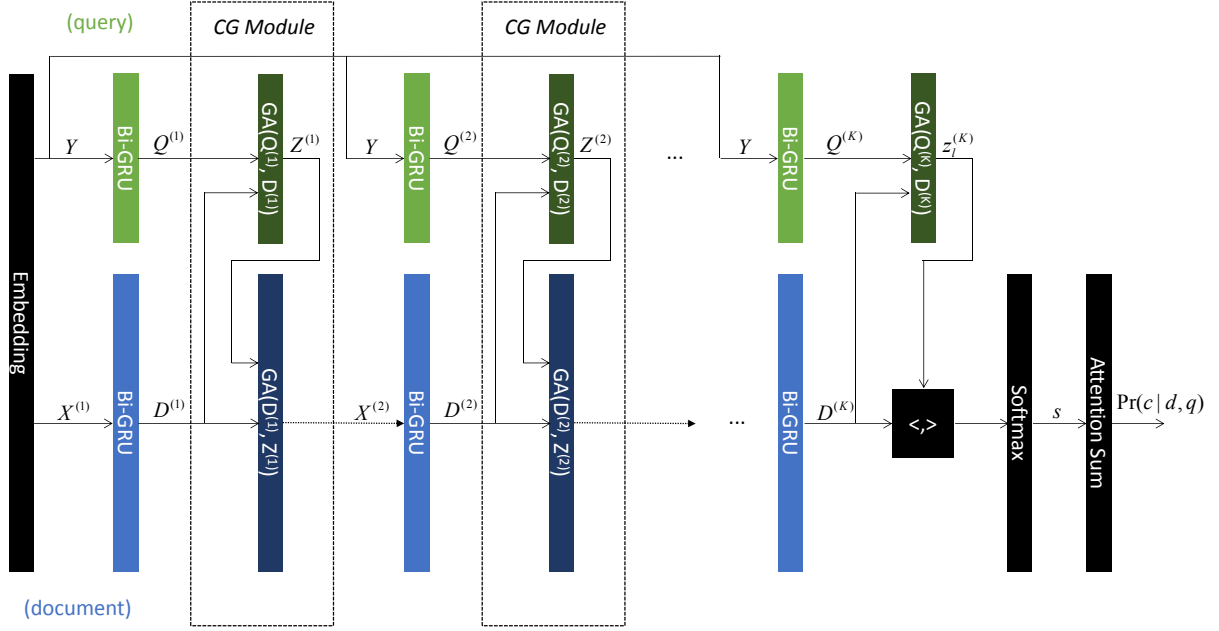 (query)
CG Module
CG Module
Embedding
Y
Bi-GRU
Q^{(1)}
GA(Q^{(1)}, D^{(1)})
Z^{(1)}
Y
Bi-GRU
Q^{(2)}
GA(Q^{(2)}, D^{(2)})
Z^{(2)}
...
Y
Bi-GRU
Q^{(K)}
GA(Q^{(K)}, D^{(K)})
z_l^{(K)}
X^{(1)}
Bi-GRU
D^{(1)}
GA(D^{(1)}, Z^{(1)})
X^{(2)}
Bi-GRU
D^{(2)}
GA(D^{(2)}, Z^{(2)})
...
Bi-GRU
D^{(K)}
<,>
Softmax
s
Attention Sum
Pr(c | d, q)
(document)